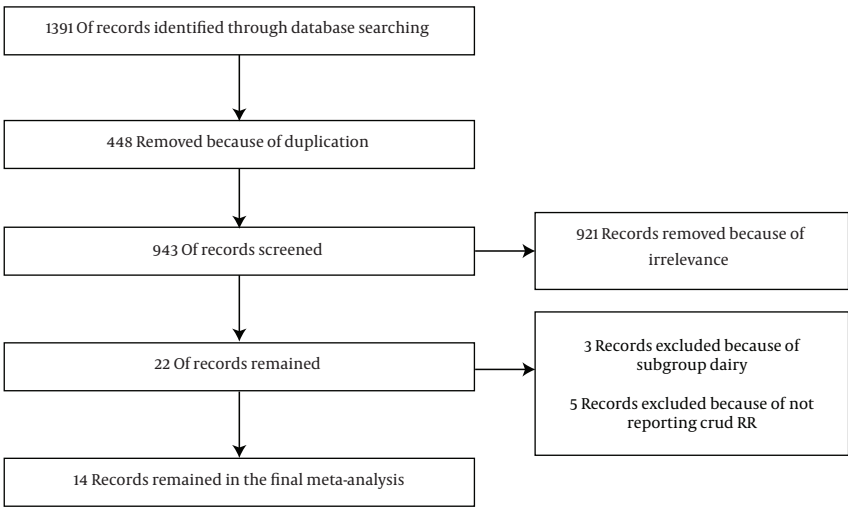 1391 Of records identified through database searching
448 Removed because of duplication
943 Of records screened
921 Records removed because of
irrelevance
22 Of records remained
3 Records excluded because of
subgroup dairy
5 Records excluded because of not
reporting crud RR
14 Records remained in the final meta-analysis